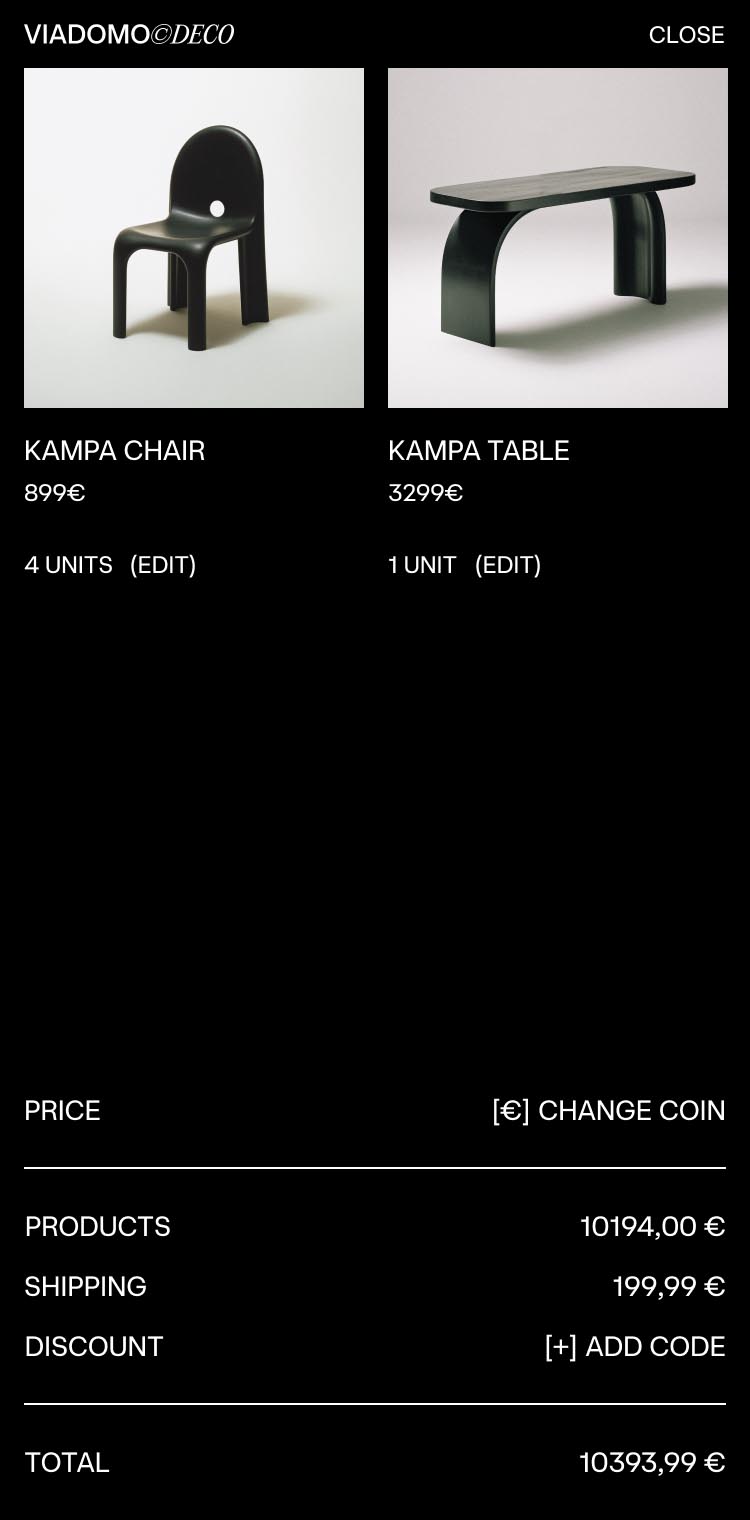 VIADOMO©DECO CLOSE
KAMPA CHAIR
899€
4 UNITS (EDIT)
KAMPA TABLE
3299€
1 UNIT (EDIT)
PRICE [€] CHANGE COIN
PRODUCTS 10194,00 €
SHIPPING 199,99 €
DISCOUNT [+] ADD CODE
TOTAL 10393,99 €